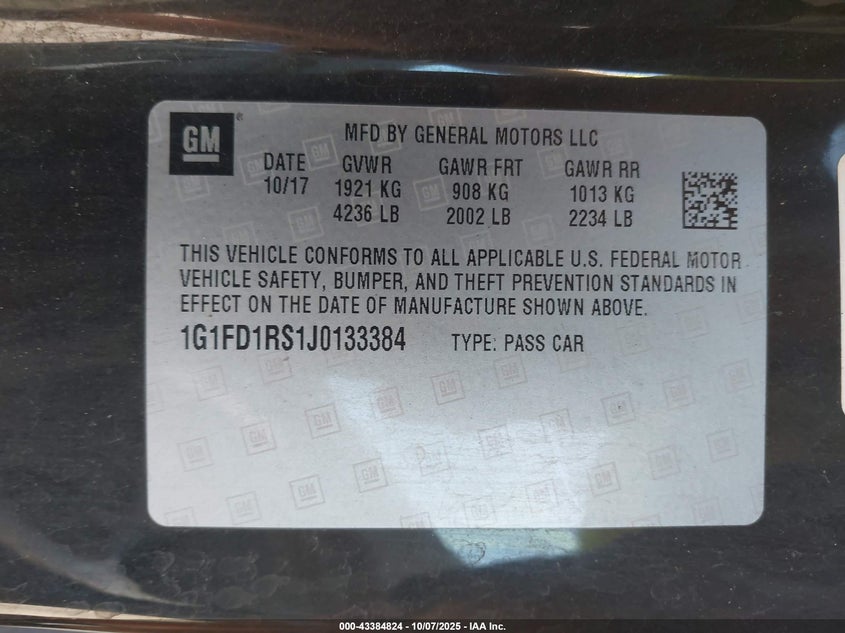 GM
®
MFD BY GENERAL MOTORS LLC
DATE GVWR GAWR FRT GAWR RR
10/17 1921 KG 908 KG 1013 KG
4236 LB 2002 LB 2234 LB
THIS VEHICLE CONFORMS TO ALL APPLICABLE U.S. FEDERAL MOTOR
VEHICLE SAFETY, BUMPER, AND THEFT PREVENTION STANDARDS IN
EFFECT ON THE DATE OF MANUFACTURE SHOWN ABOVE.
1G1FD1RS1J0133384 TYPE: PASS CAR
000-43384824 - 10/07/2025 - IAA Inc.